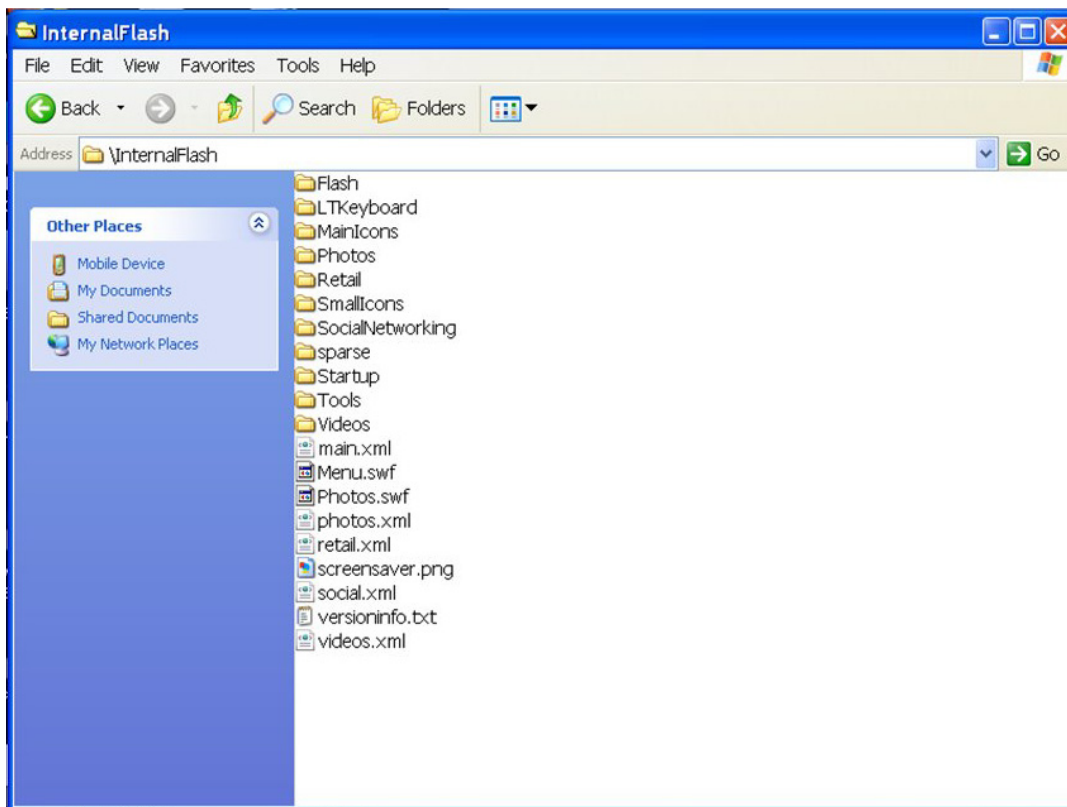 InternalFlash
File Edit View Favorites Tools Help
Back Search Folders
Address \InternalFlash Go
Other Places
Mobile Device
My Documents
Shared Documents
My Network Places
Flash
LTKeyboard
MainIcons
Photos
Retail
SmallIcons
SocialNetworking
sparse
Startup
Tools
Videos
main.xml
Menu.swf
Photos.swf
photos.xml
retail.xml
screensaver.png
social.xml
versioninfo.txt
videos.xml